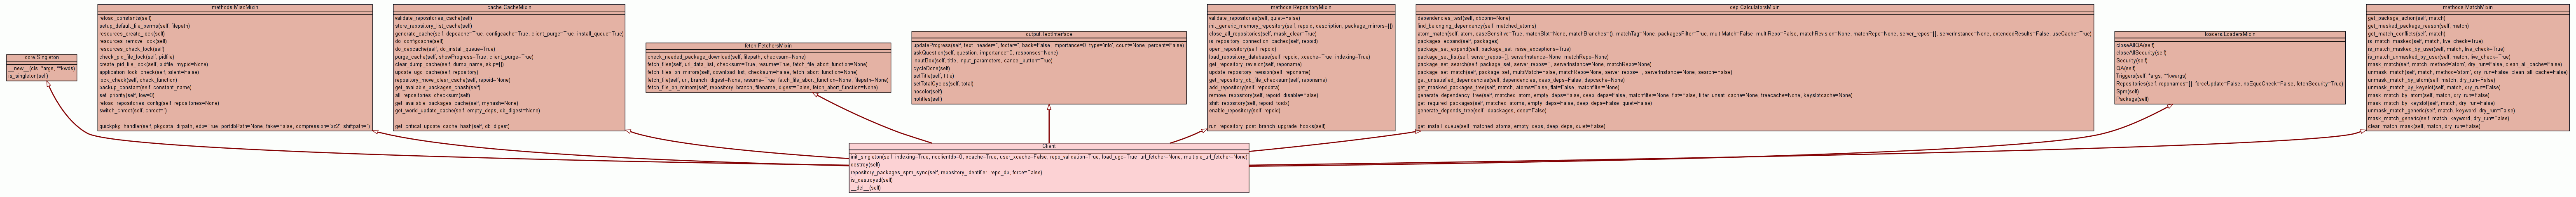 core.Singleton
__new__(cls, *args, **kwds)
is_singleton(self)
methods.MiscMixin
reload_constants(self)
setup_default_file_perms(self, filepath)
resources_create_lock(self)
resources_remove_lock(self)
resources_check_lock(self)
check_pid_file_lock(self, pidfile)
create_pid_file_lock(self, pidfile, mypid=None)
application_lock_check(self, silent=False)
lock_check(self, check_function)
backup_constant(self, constant_name)
set_priority(self, low=0)
reload_repositories_config(self, repositories=None)
switch_chroot(self, chroot='')
...
quickpkg_handler(self, pkgdata, dirpath, edb=True, portdbPath=None, fake=False, compression='bz2', shiftpath='')
cache.CacheMixin
validate_repositories_cache(self)
store_repository_list_cache(self)
generate_cache(self, depcache=True, configcache=True, client_purge=True, install_queue=True)
do_configcache(self)
do_depcache(self, do_install_queue=True)
purge_cache(self, showProgress=True, client_purge=True)
clear_dump_cache(self, dump_name, skip=[])
update_ugc_cache(self, repository)
repository_move_clear_cache(self, repoid=None)
get_available_packages_chash(self)
all_repositories_checksum(self)
get_available_packages_cache(self, myhash=None)
get_world_update_cache(self, empty_deps, db_digest=None)
...
get_critical_update_cache_hash(self, db_digest)
fetch.FetchersMixin
check_needed_package_download(self, filepath, checksum=None)
fetch_files(self, url_data_list, checksum=True, resume=True, fetch_file_abort_function=None)
fetch_files_on_mirrors(self, download_list, checksum=False, fetch_abort_function=None)
fetch_file(self, url, branch, digest=None, resume=True, fetch_file_abort_function=None, filepath=None)
fetch_file_on_mirrors(self, repository, branch, filename, digest=False, fetch_abort_function=None)
output.TextInterface
updateProgress(self, text, header='', footer='', back=False, importance=0, type='info', count=None, percent=False)
askQuestion(self, question, importance=0, responses=None)
inputBox(self, title, input_parameters, cancel_button=True)
cycleDone(self)
setTitle(self, title)
setTotalCycles(self, total)
nocolor(self)
notitles(self)
methods.RepositoryMixin
validate_repositories(self, quiet=False)
init_generic_memory_repository(self, repoid, description, package_mirrors=[])
close_all_repositories(self, mask_clear=True)
is_repository_connection_cached(self, repoid)
open_repository(self, repoid)
load_repository_database(self, repoid, xcache=True, indexing=True)
get_repository_revision(self, reponame)
update_repository_revision(self, reponame)
get_repository_db_file_checksum(self, reponame)
add_repository(self, repodata)
remove_repository(self, repoid, disable=False)
shift_repository(self, repoid, toidx)
enable_repository(self, repoid)
...
run_repository_post_branch_upgrade_hooks(self)
dep.CalculatorsMixin
dependencies_test(self, dbconn=None)
find_belonging_dependency(self, matched_atoms)
atom_match(self, atom, caseSensitive=True, matchSlot=None, matchBranches=(), matchTag=None, packagesFilter=True, multiMatch=False, multiRepo=False, matchRevision=None, matchRepo=None, server_repos=[], serverInstance=None, extendedResults=False, useCache=True)
packages_expand(self, packages)
package_set_expand(self, package_set, raise_exceptions=True)
package_set_list(self, server_repos=[], serverInstance=None, matchRepo=None)
package_set_search(self, package_set, server_repos=[], serverInstance=None, matchRepo=None)
package_set_match(self, package_set, multiMatch=False, matchRepo=None, server_repos=[], serverInstance=None, search=False)
get_unsatisfied_dependencies(self, dependencies, deep_deps=False, depcache=None)
get_masked_packages_tree(self, match, atoms=False, flat=False, matchfilter=None)
generate_dependency_tree(self, matched_atom, empty_deps=False, deep_deps=False, matchfilter=None, flat=False, filter_unsat_cache=None, treecache=None, keyslotcache=None)
get_required_packages(self, matched_atoms, empty_deps=False, deep_deps=False, quiet=False)
generate_depends_tree(self, idpackages, deep=False)
...
get_install_queue(self, matched_atoms, empty_deps, deep_deps, quiet=False)
loaders.LoadersMixin
closeAllQA(self)
closeAllSecurity(self)
Security(self)
QA(self)
Triggers(self, *args, **kwargs)
Repositories(self, reponames=[], forceUpdate=False, noEquoCheck=False, fetchSecurity=True)
Spm(self)
Package(self)
methods.MatchMixin
get_package_action(self, match)
get_masked_package_reason(self, match)
get_match_conflicts(self, match)
is_match_masked(self, match, live_check=True)
is_match_masked_by_user(self, match, live_check=True)
is_match_unmasked_by_user(self, match, live_check=True)
mask_match(self, match, method='atom', dry_run=False, clean_all_cache=False)
unmask_match(self, match, method='atom', dry_run=False, clean_all_cache=False)
unmask_match_by_atom(self, match, dry_run=False)
unmask_match_by_keyslot(self, match, dry_run=False)
mask_match_by_atom(self, match, dry_run=False)
mask_match_by_keyslot(self, match, dry_run=False)
unmask_match_generic(self, match, keyword, dry_run=False)
mask_match_generic(self, match, keyword, dry_run=False)
clear_match_mask(self, match, dry_run=False)
Client
init_singleton(self, indexing=True, noclientdb=0, xcache=True, user_xcache=False, repo_validation=True, load_ugc=True, url_fetcher=None, multiple_url_fetcher=None)
destroy(self)
repository_packages_spm_sync(self, repository_identifier, repo_db, force=False)
is_destroyed(self)
__del__(self)